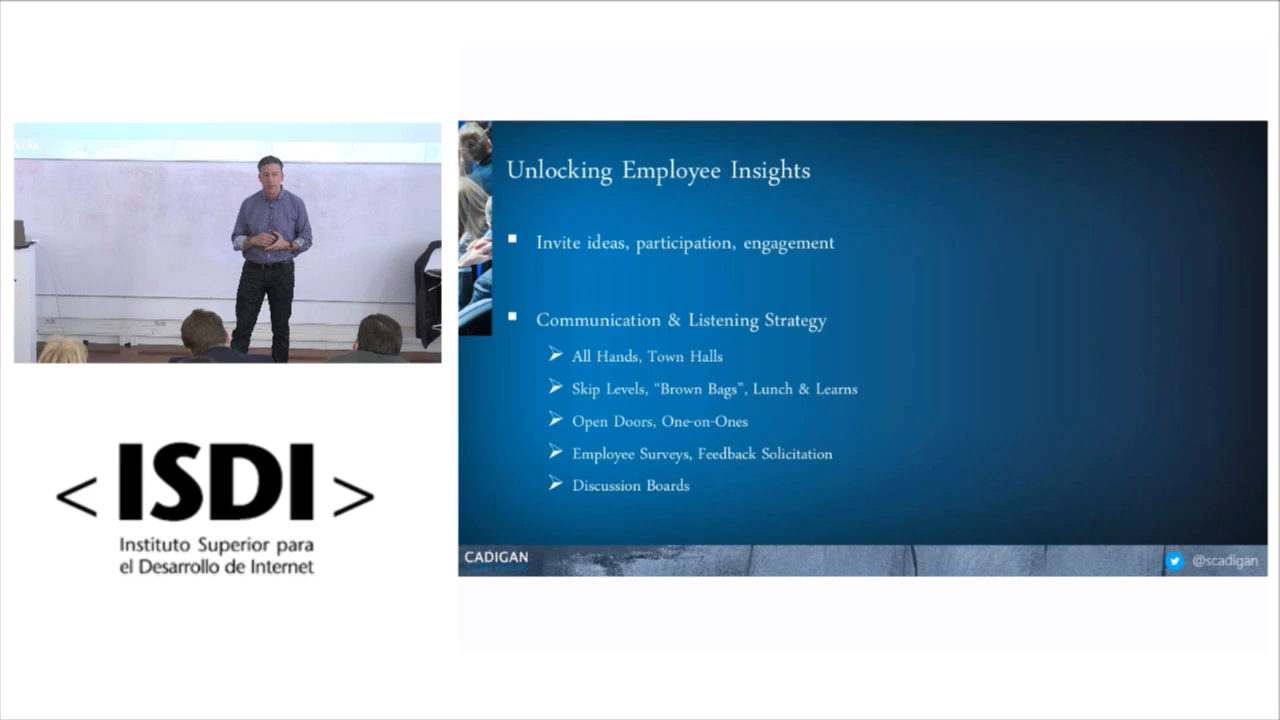 Unlocking Employee Insights
Invite ideas, participation, engagement
Communication & Listening Strategy
All Hands, Town Halls
Skip Levels, “Brown Bags”, Lunch & Learns
Open Doors, One-on-Ones
Employee Surveys, Feedback Solicitation
Discussion Boards
CADIGAN
@scadigan
< ISDI >
Instituto Superior para
el Desarrollo de Internet